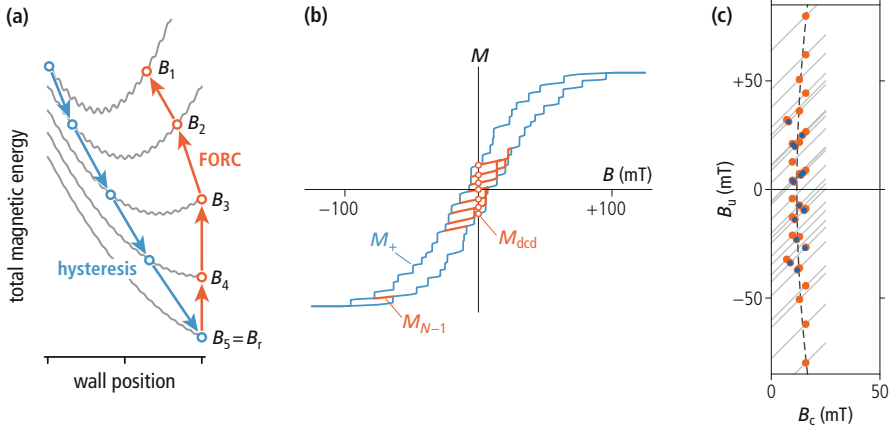 (a)
total magnetic energy
B1
B2
FORC
B3
hysteresis
B4
B5 = Br
wall position
(b)
M
B (mT)
−100
+100
M+
Mdcd
MN−1
(c)
Bu (mT)
+50
0
−50
0
50
Bc (mT)